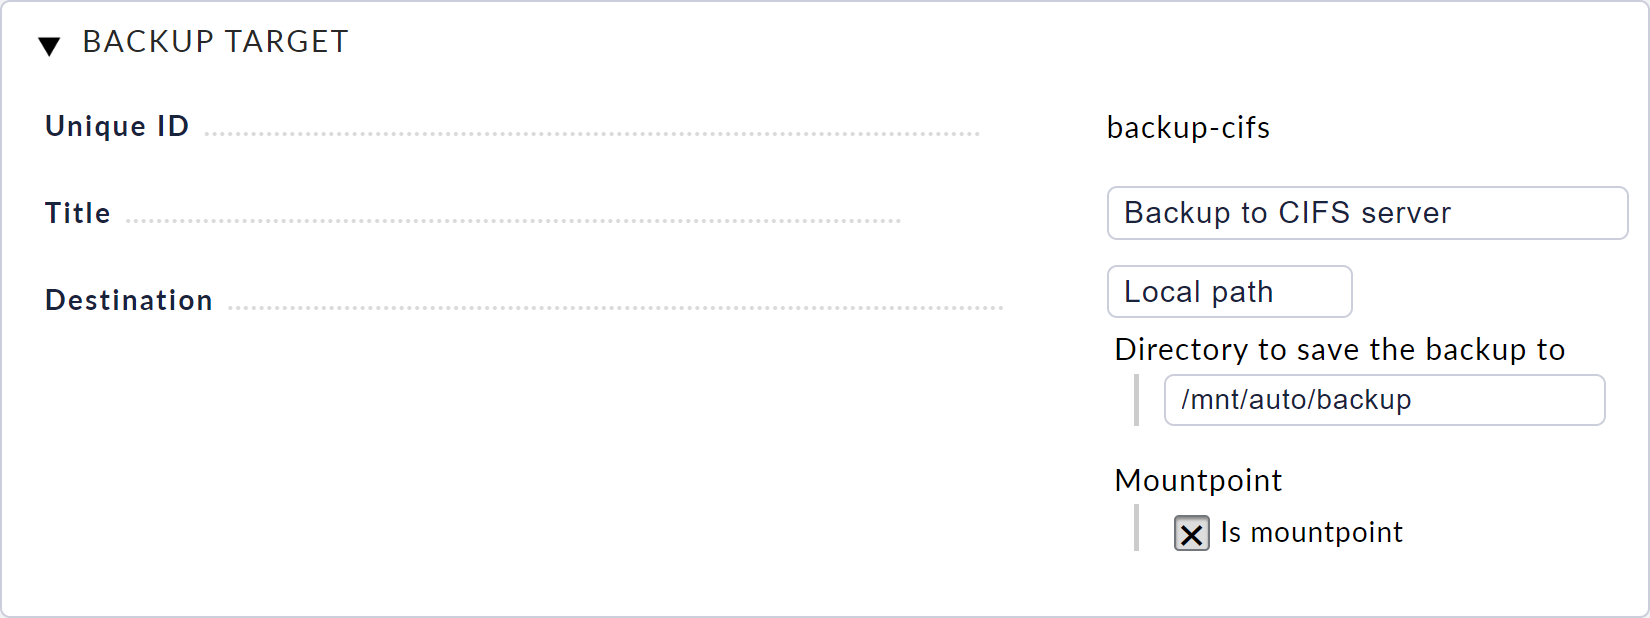 BACKUP TARGET
Unique ID
backup-cifs
Title
Backup to CIFS server
Destination
Local path
Directory to save the backup to
/mnt/auto/backup
Mountpoint
Is mountpoint